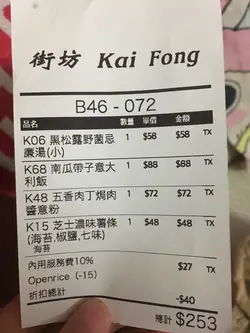 街坊 Kai Fong
B46 - 072
品名 數量 單價 金額
K06 黑松露野菌忌 1 $58 $58 TX
廉湯(小)
K68 南瓜帶子意大 1 $88 $88 TX
利飯
K48 五香肉丁焗肉 1 $72 $72 TX
醬意粉
K15 芝士濃味薯條 1 $48 $48 TX
(海苔,椒鹽,七味)
海苔
內用服務費10% $27 TX
Openrice (-15)
折扣總計 -$40
總計 $253